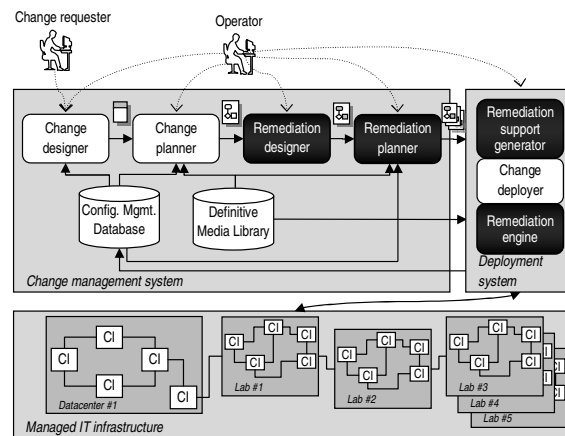 Change requester
Operator
Change
designer
Change
planner
Remediation
designer
Remediation
planner
Remediation
support
generator
Change
deployer
Remediation
engine
Config. Mgmt.
Database
Definitive
Media Library
Change management system
Deployment
system
CI
CI
CI
CI
CI
Datacenter #1
CI
CI
CI
CI
CI
Lab #1
CI
CI
CI
CI
CI
Lab #2
CI
CI
CI
CI
CI
Lab #3
CI
Lab #4
CI
Lab #5
Managed IT infrastructure